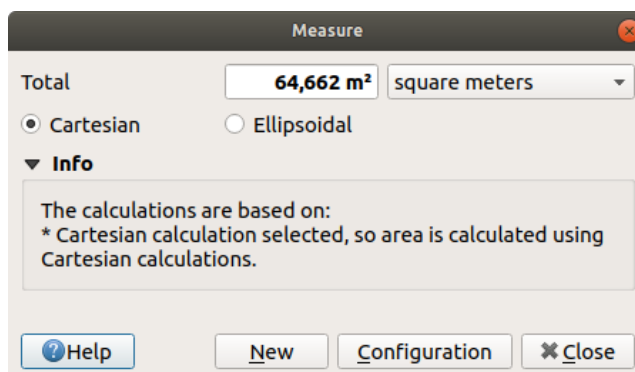 Measure
Total 64,662 m² square meters
Cartesian Ellipsoidal
Info
The calculations are based on:
* Cartesian calculation selected, so area is calculated using
Cartesian calculations.
Help New Configuration Close